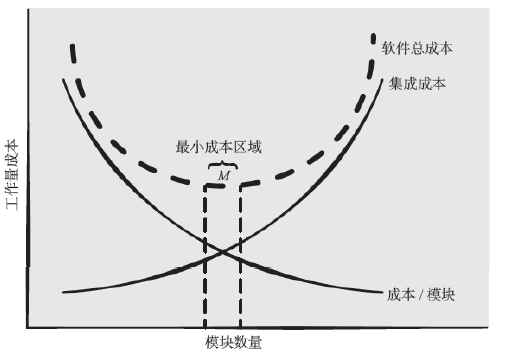 软件总成本
集成成本
最小成本区域
M
工作量成本
成本/模块
模块数量